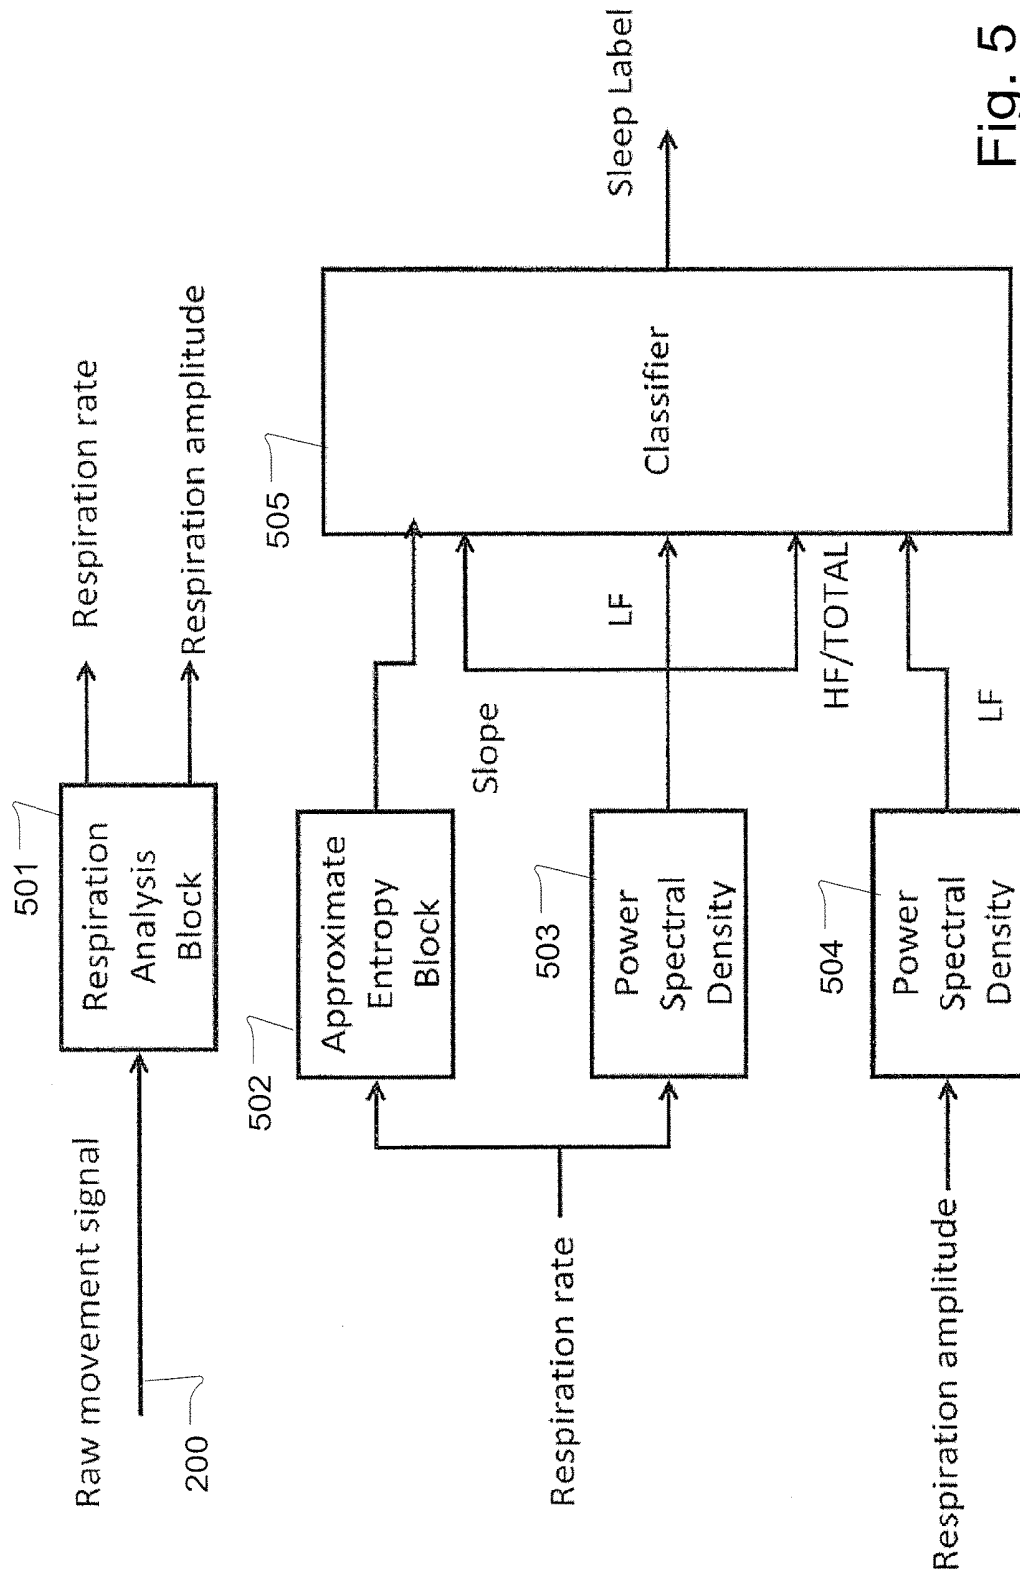 Raw movement signal
200
501
Respiration
Analysis
Block
Respiration rate
Respiration amplitude
Respiration rate
502
Approximate
Entropy
Block
503
Power
Spectral
Density
Slope
LF
HF/TOTAL
505
Classifier
Sleep Label
Respiration amplitude
504
Power
Spectral
Density
LF
Fig. 5